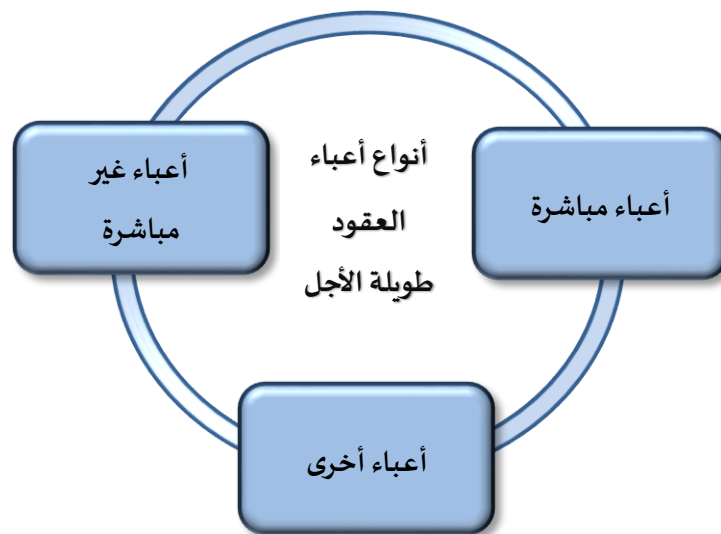 أنواع أعباء
العقود
طويلة الأجل
أعباء مباشرة
أعباء غير
مباشرة
أعباء أخرى